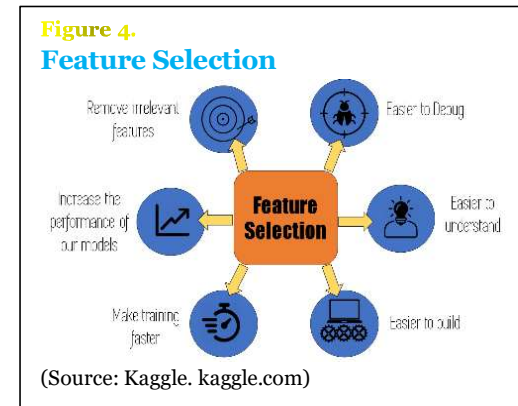 Figure 4.
Feature Selection
Remove irrelevant
features
Easier to Debug
Increase the
performance of
our models
Feature
Selection
Easier to
understand
Make training
faster
Easier to build
(Source: Kaggle. kaggle.com)